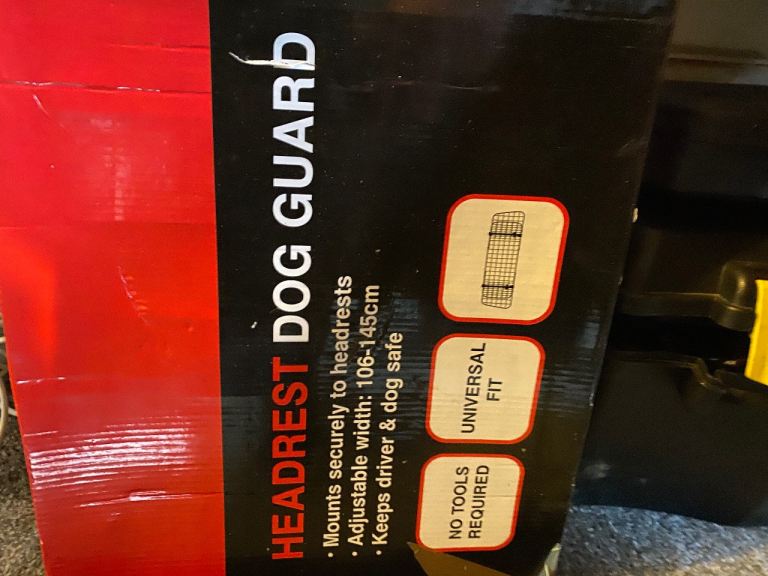 HEADREST DOG GUARD
• Mounts securely to headrests
• Adjustable width: 106-145cm
• Keeps driver & dog safe
NO TOOLS
REQUIRED
UNIVERSAL
FIT